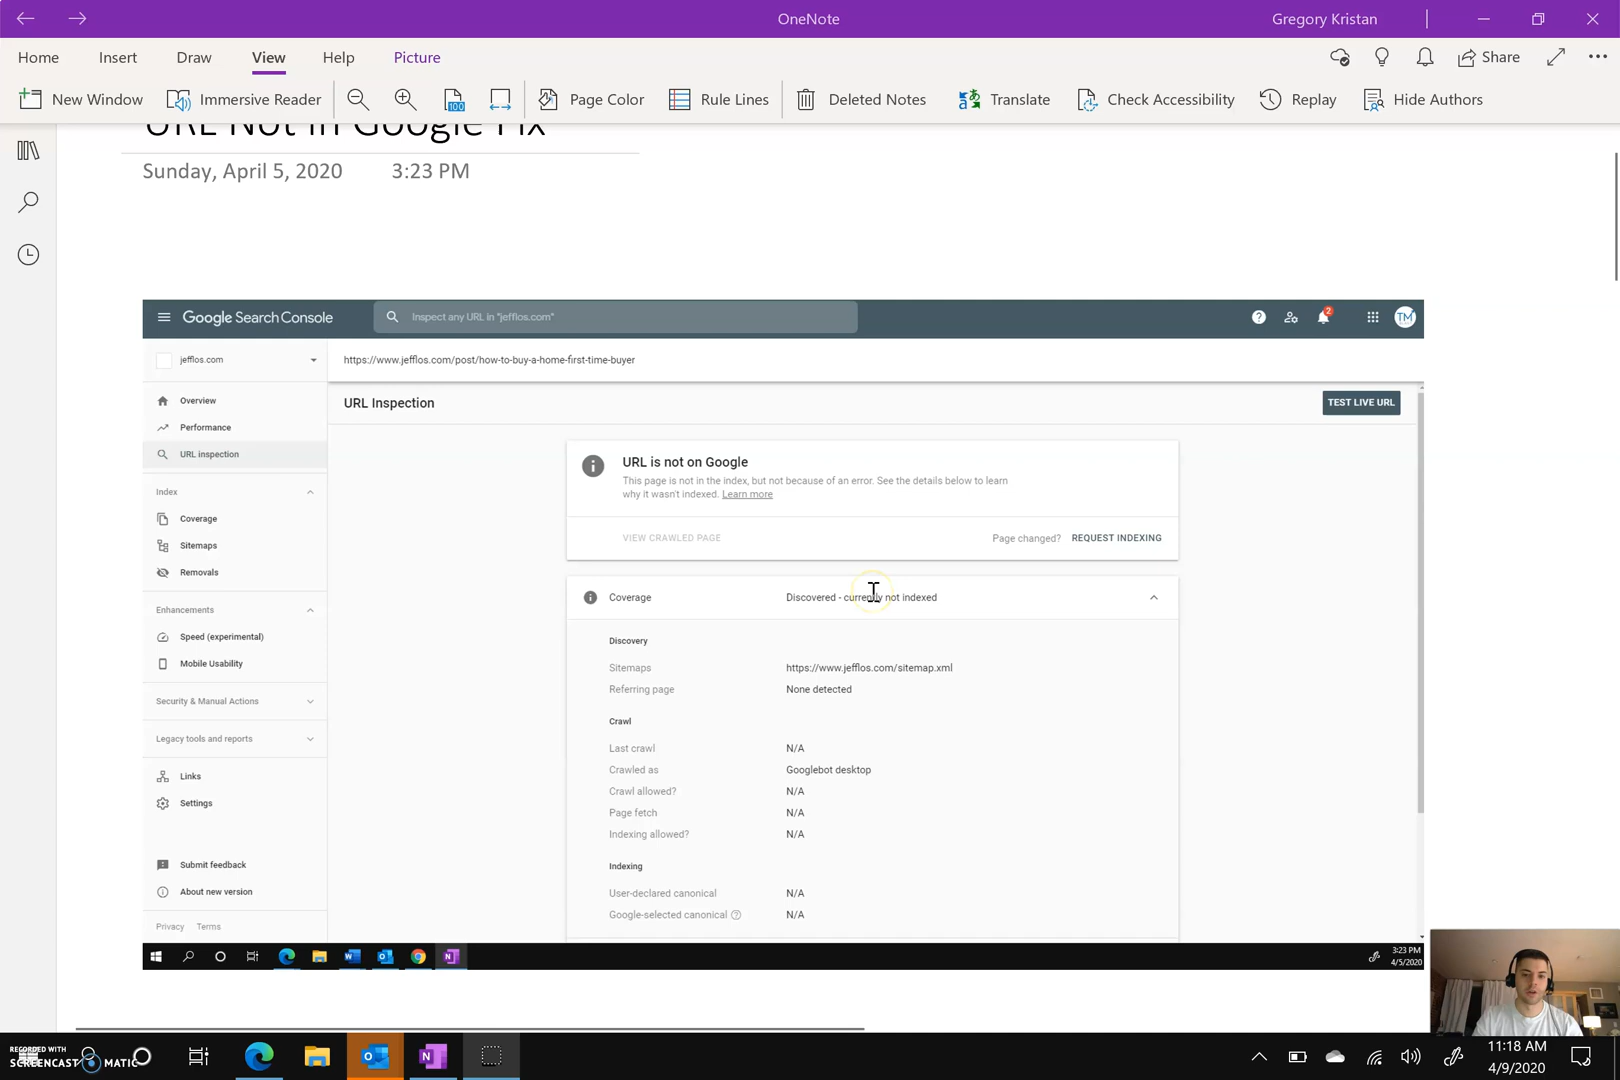 OneNote
Gregory Kristan
Home Insert Draw View Help Picture
Share
New Window Immersive Reader 100 Page Color Rule Lines Deleted Notes Translate Check Accessibility Replay Hide Authors
URL Not In Google Fix
Sunday, April 5, 2020 3:23 PM
Google Search Console
Inspect any URL in "jefflos.com"
2
TM
jefflos.com
https://www.jefflos.com/post/how-to-buy-a-home-first-time-buyer
Overview
Performance
URL inspection
Index
Coverage
Sitemaps
Removals
Enhancements
Speed (experimental)
Mobile Usability
Security & Manual Actions
Legacy tools and reports
Links
Settings
Submit feedback
About new version
Privacy Terms
URL Inspection
TEST LIVE URL
URL is not on Google
This page is not in the index, but not because of an error. See the details below to learn
why it wasn't indexed. Learn more
VIEW CRAWLED PAGE
Page changed? REQUEST INDEXING
Coverage Discovered - currently not indexed
Discovery
Sitemaps https://www.jefflos.com/sitemap.xml
Referring page None detected
Crawl
Last crawl N/A
Crawled as Googlebot desktop
Crawl allowed? N/A
Page fetch N/A
Indexing allowed? N/A
Indexing
User-declared canonical N/A
Google-selected canonical N/A
3:23 PM
4/5/2020
RECORDED WITH
SCREENCAST MATIC
11:18 AM
4/9/2020